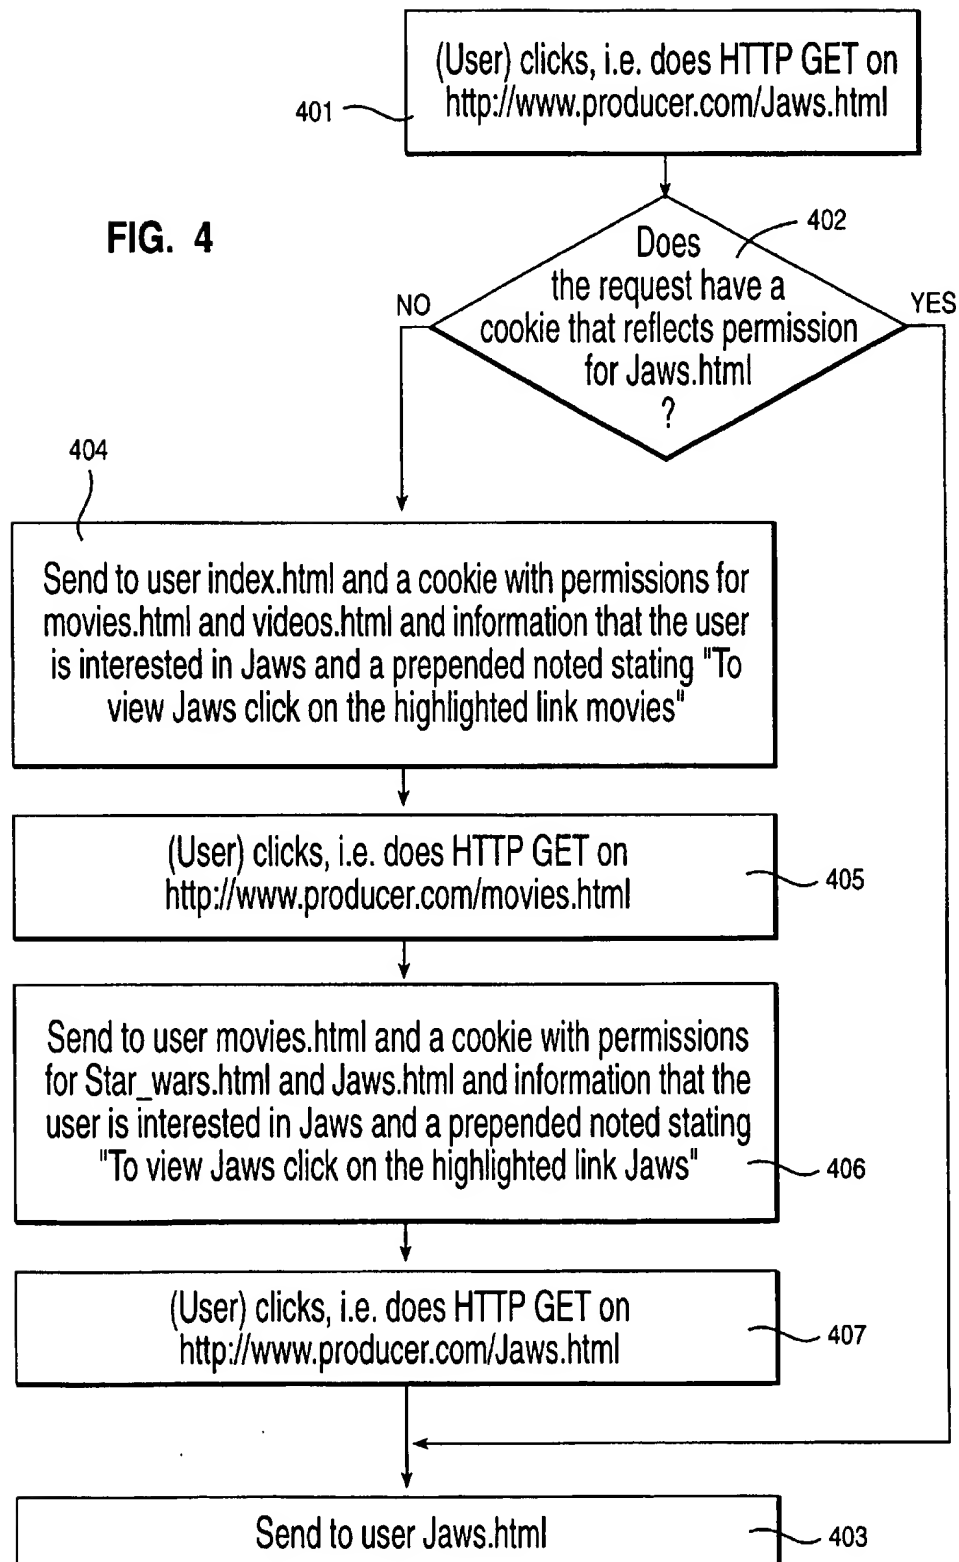 (User) clicks, i.e. does HTTP GET on
http://www.producer.com/Jaws.html
401
FIG. 4
402
Does
the request have a
cookie that reflects permission
for Jaws.html
?
NO
YES
404
Send to user index.html and a cookie with permissions for
movies.html and videos.html and information that the user
is interested in Jaws and a prepended noted stating "To
view Jaws click on the highlighted link movies"
(User) clicks, i.e. does HTTP GET on
http://www.producer.com/movies.html
405
Send to user movies.html and a cookie with permissions
for Star_wars.html and Jaws.html and information that the
user is interested in Jaws and a prepended noted stating
"To view Jaws click on the highlighted link Jaws"
406
(User) clicks, i.e. does HTTP GET on
http://www.producer.com/Jaws.html
407
Send to user Jaws.html
403